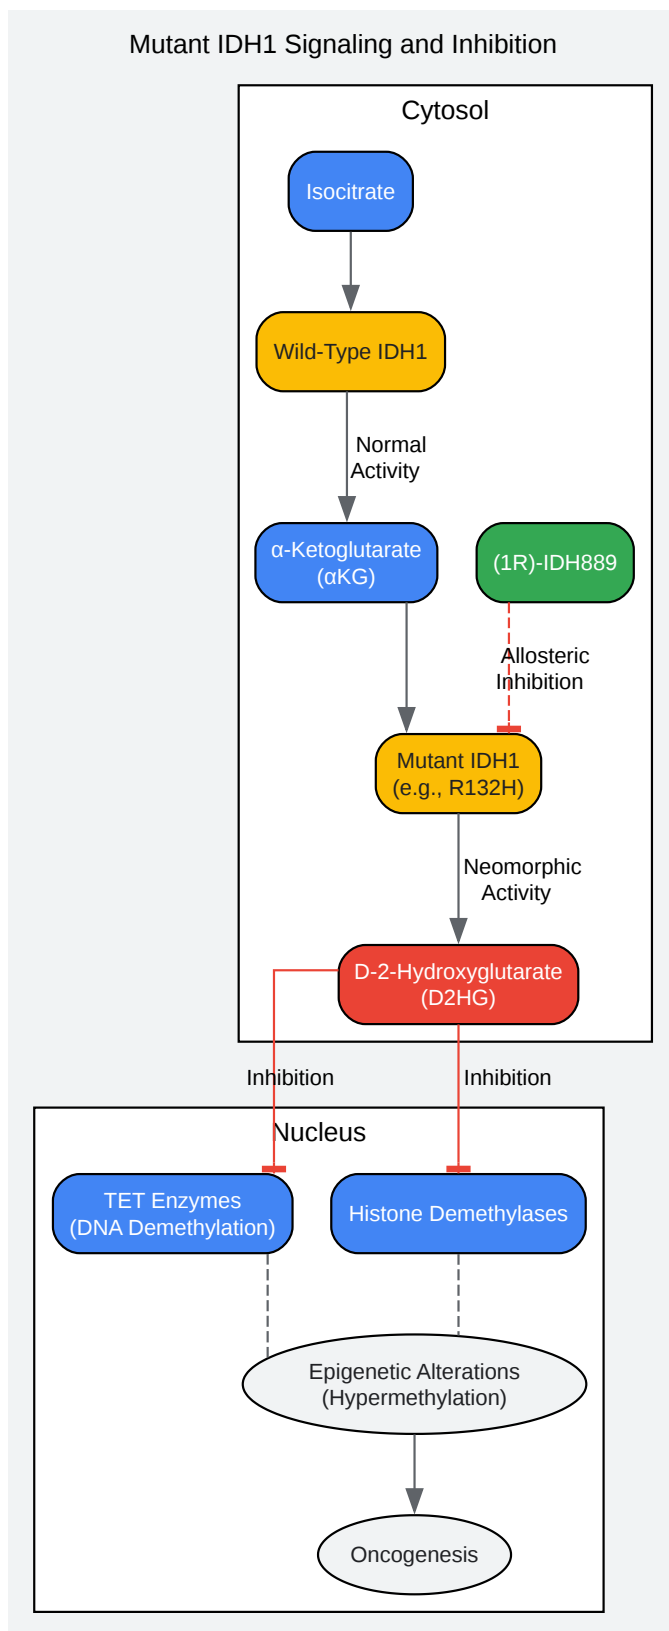 Mutant IDH1 Signaling and Inhibition
Cytosol
Isocitrate
Wild-Type IDH1
Normal
Activity
α-Ketoglutarate
(αKG)
(1R)-IDH889
Allosteric
Inhibition
Mutant IDH1
(e.g., R132H)
Neomorphic
Activity
D-2-Hydroxyglutarate
(D2HG)
Inhibition
Inhibition
Nucleus
TET Enzymes
(DNA Demethylation)
Histone Demethylases
Epigenetic Alterations
(Hypermethylation)
Oncogenesis